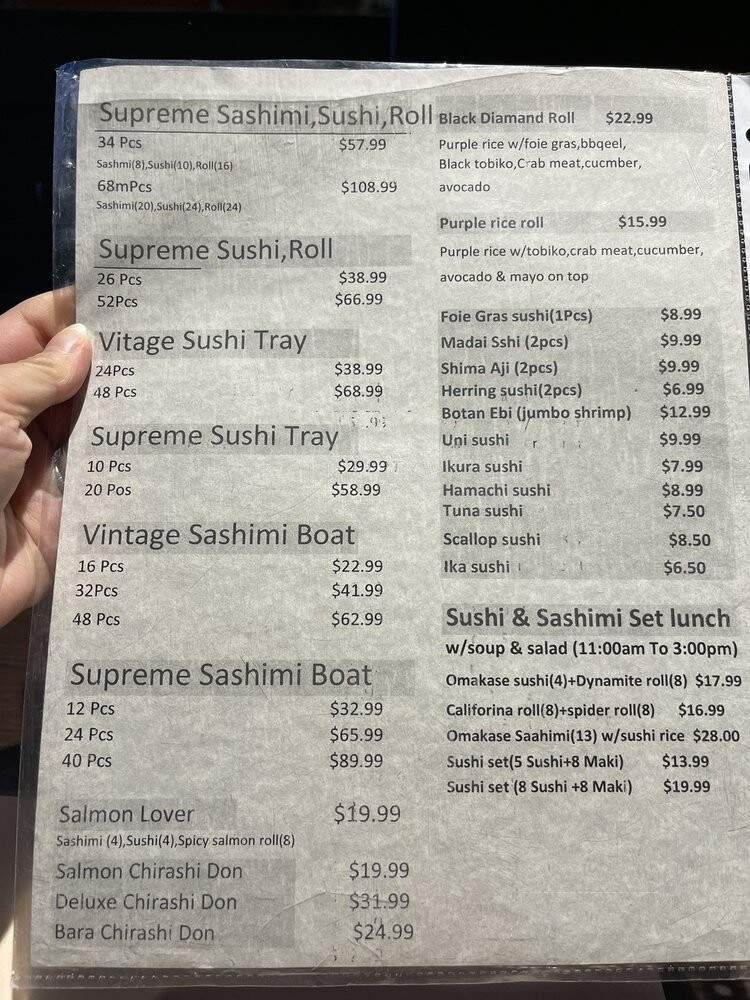 Supreme Sashimi,Sushi,Roll
34 Pcs $57.99
Sashmi(8),Sushi(10),Roll(16)
68mPcs $108.99
Sashimi(20),Sushi(24),Roll(24)
Supreme Sushi,Roll
26 Pcs $38.99
52Pcs $66.99
Vitage Sushi Tray
24Pcs $38.99
48 Pcs $68.99
Supreme Sushi Tray
10 Pcs $29.99
20 Pos $58.99
Vintage Sashimi Boat
16 Pcs $22.99
32Pcs $41.99
48 Pcs $62.99
Supreme Sashimi Boat
12 Pcs $32.99
24 Pcs $65.99
40 Pcs $89.99
Salmon Lover $19.99
Sashimi (4),Sushi(4),Spicy salmon roll(8)
Salmon Chirashi Don $19.99
Deluxe Chirashi Don $31.99
Bara Chirashi Don $24.99
Black Diamand Roll $22.99
Purple rice w/foie gras,bbqeel,
Black tobiko,Crab meat,cucmber,
avocado
Purple rice roll $15.99
Purple rice w/tobiko,crab meat,cucumber,
avocado & mayo on top
Foie Gras sushi(1Pcs) $8.99
Madai Sshi (2pcs) $9.99
Shima Aji (2pcs) $9.99
Herring sushi(2pcs) $6.99
Botan Ebi (jumbo shrimp) $12.99
Uni sushi $9.99
Ikura sushi $7.99
Hamachi sushi $8.99
Tuna sushi $7.50
Scallop sushi $8.50
Ika sushi $6.50
Sushi & Sashimi Set lunch
w/soup & salad (11:00am To 3:00pm)
Omakase sushi(4)+Dynamite roll(8) $17.99
Califorina roll(8)+spider roll(8) $16.99
Omakase Saahimi(13) w/sushi rice $28.00
Sushi set(5 Sushi+8 Maki) $13.99
Sushi set (8 Sushi +8 Maki) $19.99